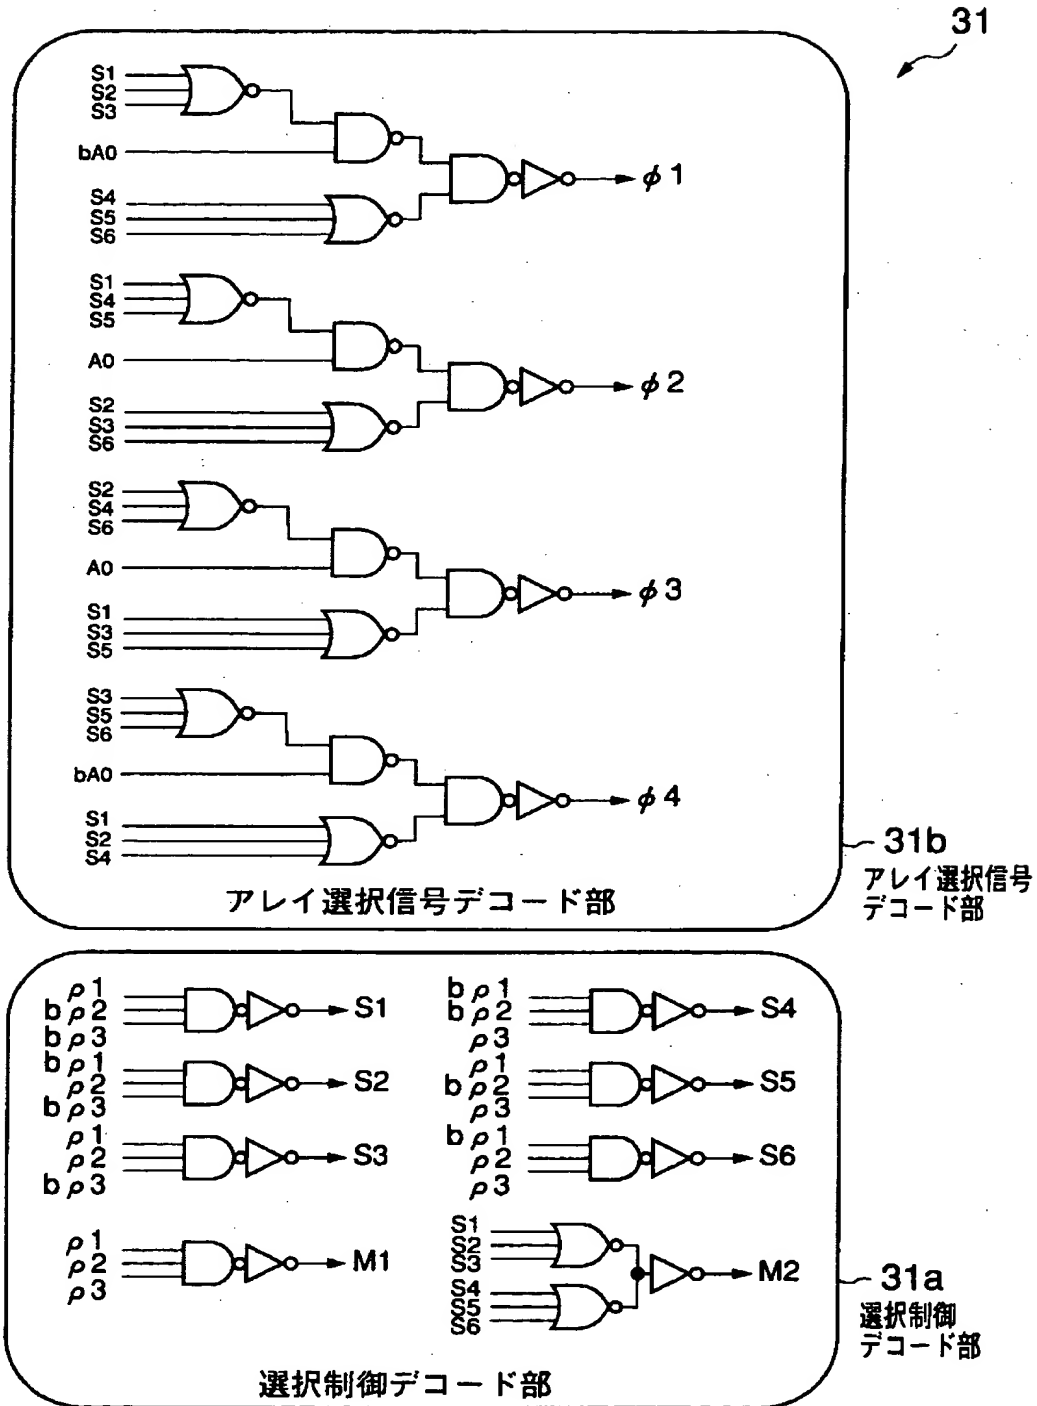 31
S1
S2
S3
bA0
S4
S5
S6
φ1
S1
S4
S5
A0
S2
S3
S6
φ2
S2
S4
S6
A0
S1
S3
S5
φ3
S3
S5
S6
bA0
S1
S2
S4
φ4
アレイ選択信号デコード部
31b
アレイ選択信号
デコード部
ρ1
bρ2
bρ3
S1
bρ1
ρ2
bρ3
S2
ρ1
ρ2
bρ3
S3
ρ1
ρ2
ρ3
M1
bρ1
bρ2
ρ3
S4
ρ1
bρ2
ρ3
S5
bρ1
ρ2
ρ3
S6
S1
S2
S3
S4
S5
S6
M2
選択制御デコード部
31a
選択制御
デコード部